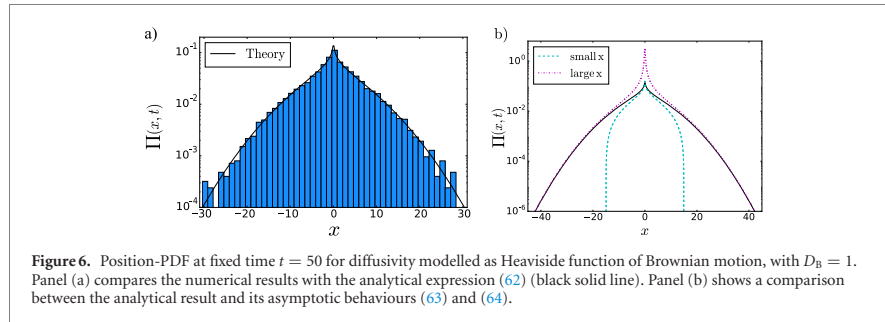 a)
Theory
10⁻¹
10⁻²
10⁻³
10⁻⁴
Π(x, t)
−30 −20 −10 0 10 20 30
x
b)
small x
large x
10⁰
10⁻²
10⁻⁴
10⁻⁶
Π(x, t)
−40 −20 0 20 40
x
Figure 6. Position-PDF at fixed time t = 50 for diffusivity modelled as Heaviside function of Brownian motion, with D_B = 1.
Panel (a) compares the numerical results with the analytical expression (62) (black solid line). Panel (b) shows a comparison
between the analytical result and its asymptotic behaviours (63) and (64).